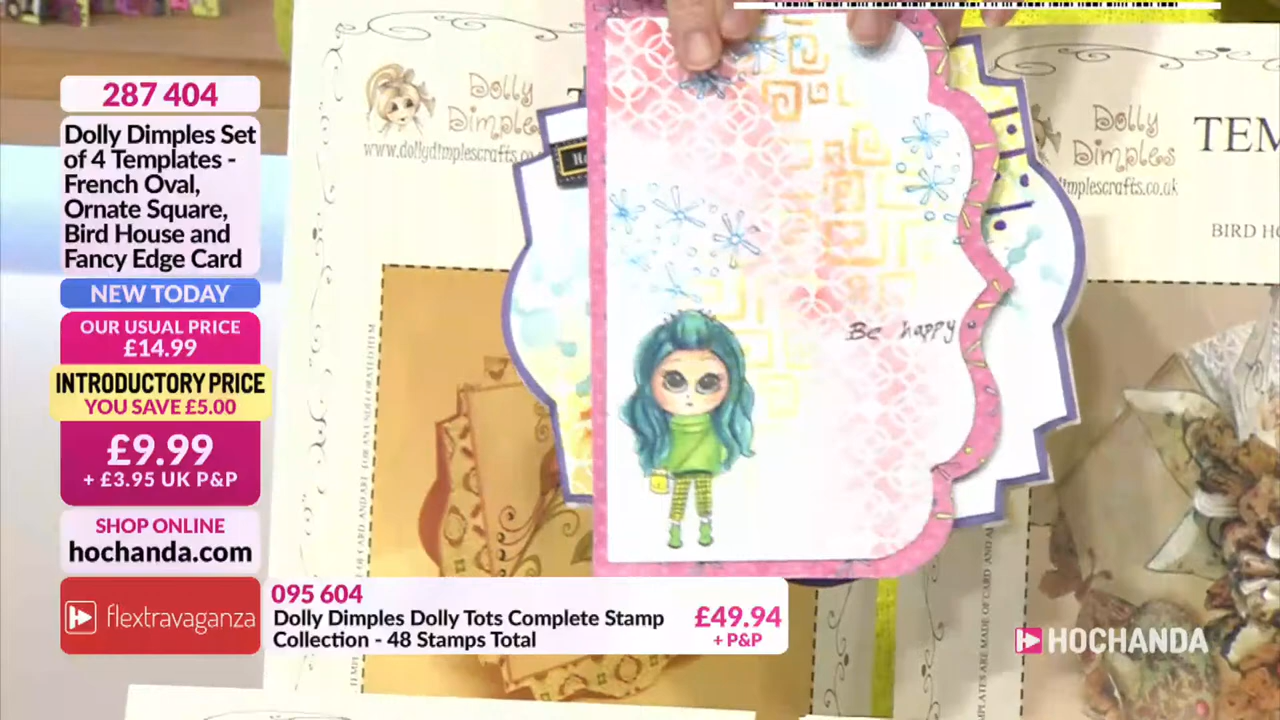 287 404
Dolly Dimples Set
of 4 Templates -
French Oval,
Ornate Square,
Bird House and
Fancy Edge Card
NEW TODAY
OUR USUAL PRICE
£14.99
INTRODUCTORY PRICE
YOU SAVE £5.00
£9.99
+ £3.95 UK P&P
SHOP ONLINE
hochanda.com
flextravaganza
095 604
Dolly Dimples Dolly Tots Complete Stamp
Collection - 48 Stamps Total
£49.94
+ P&P
HOCHANDA
Dolly
Dimples
www.dollydimplescrafts.co
Be happy
Dolly
Dimples
implescrafts.co.uk
TEM
BIRD HO